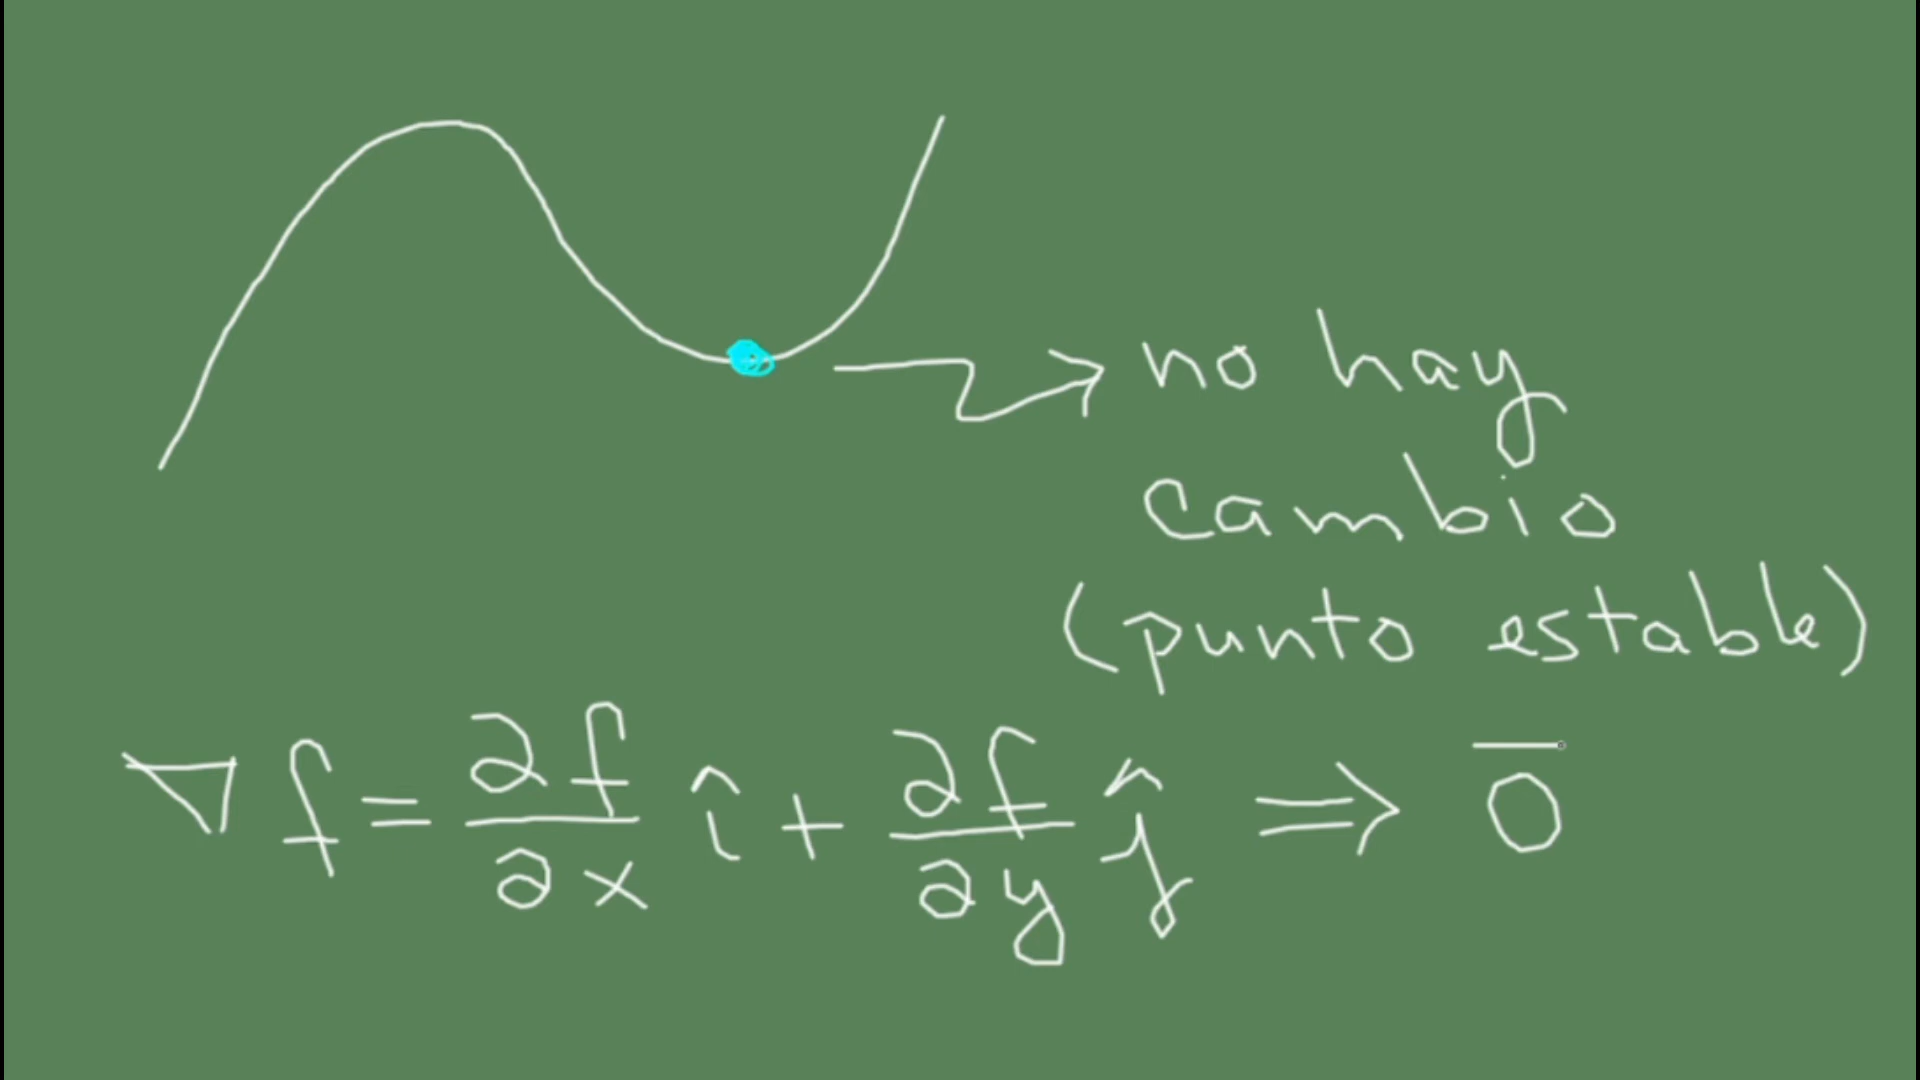 no hay
cambio
(punto estable)
∇f = ∂f/∂x î + ∂f/∂y ĵ ⇒ 0̅